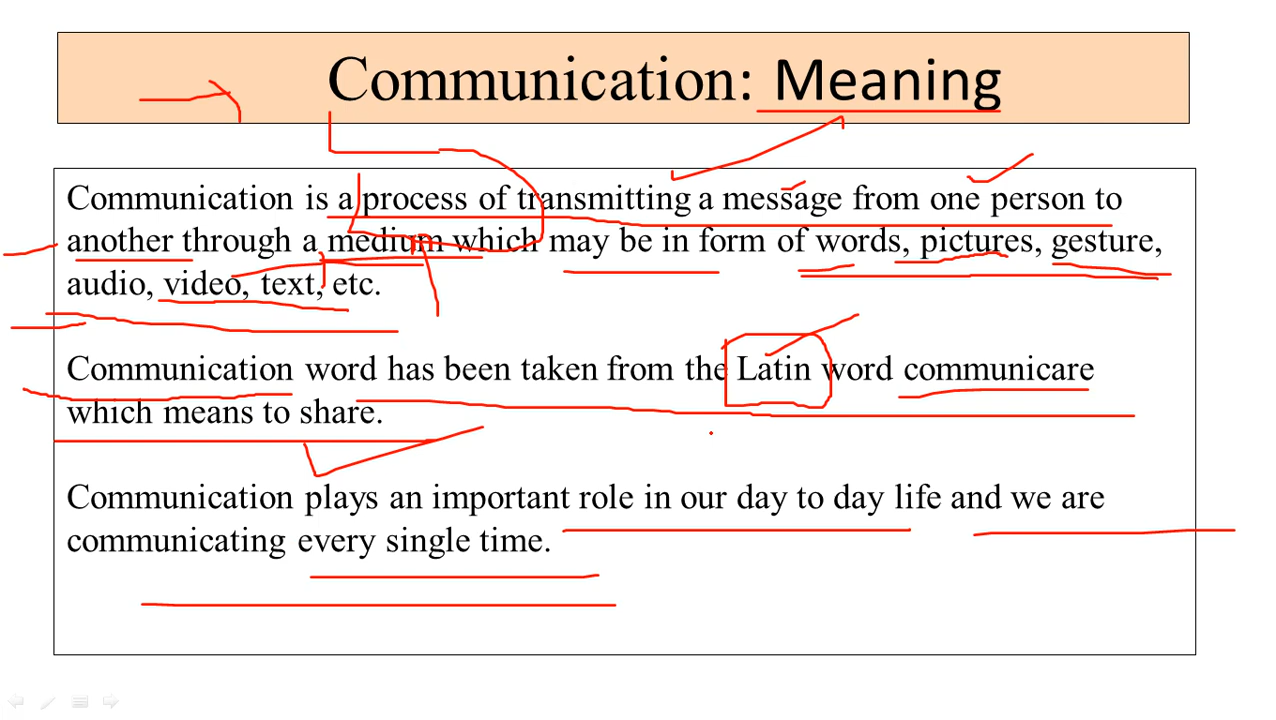 Communication: Meaning
Communication is a process of transmitting a message from one person to
another through a medium which may be in form of words, pictures, gesture,
audio, video, text, etc.
Communication word has been taken from the Latin word communicare
which means to share.
Communication plays an important role in our day to day life and we are
communicating every single time.